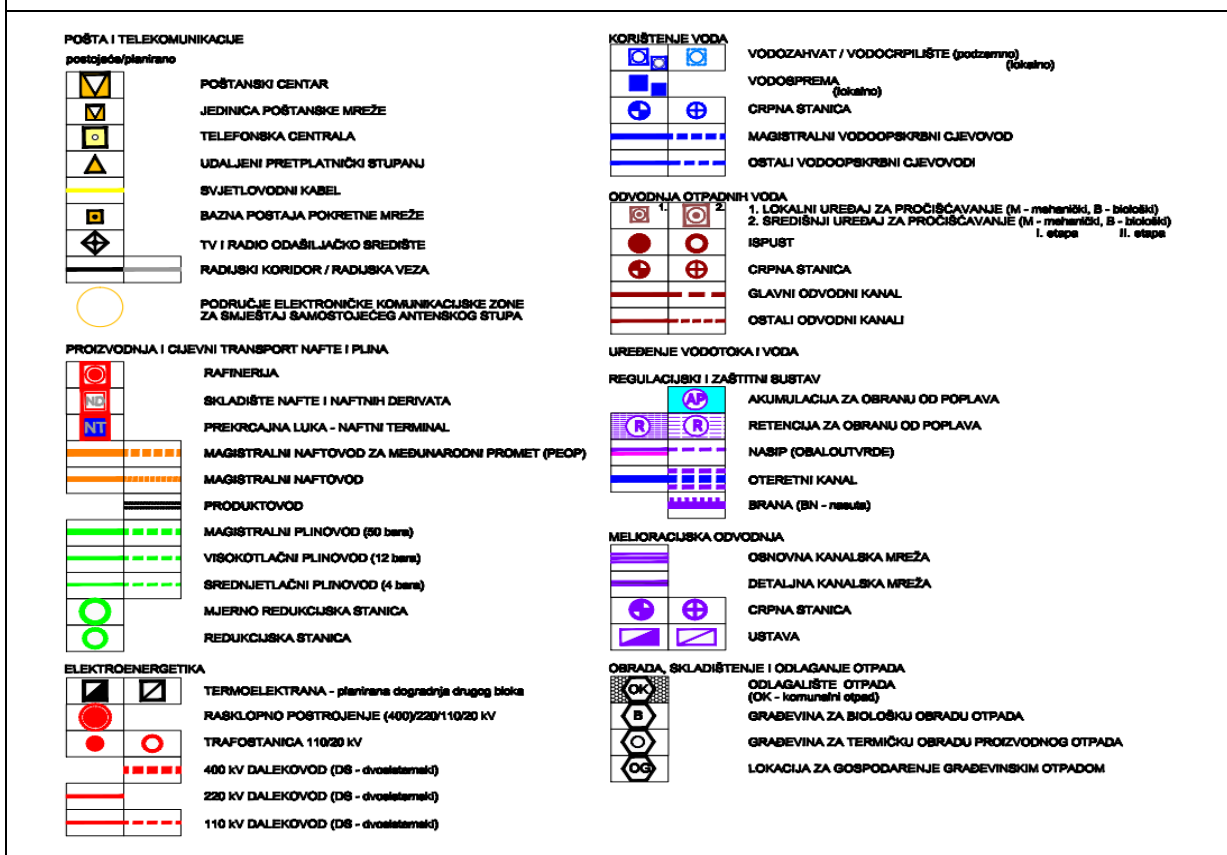 POŠTA I TELEKOMUNIKACIJE
postojeće/planirano
POŠTANSKI CENTAR
JEDINICA POŠTANSKE MREŽE
TELEFONSKA CENTRALA
UDALJENI PRETPLATNIČKI STUPANJ
SVJETLOVODNI KABEL
BAZNA POSTAJA POKRETNE MREŽE
TV I RADIO ODAŠILJAČKO SREDIŠTE
RADIJSKI KORIDOR / RADIJSKA VEZA
PODRUČJE ELEKTRONIČKE KOMUNIKACIJSKE ZONE
ZA SMJEŠTAJ SAMOSTOJEĆEG ANTENSKOG STUPA
PROIZVODNJA I CIJEVNI TRANSPORT NAFTE I PLINA
RAFINERIJA
ND SKLADIŠTE NAFTE I NAFTNIH DERIVATA
NT PREKRCAJNA LUKA - NAFTNI TERMINAL
MAGISTRALNI NAFTOVOD ZA MEĐUNARODNI PROMET (PEOP)
MAGISTRALNI NAFTOVOD
PRODUKTOVOD
MAGISTRALNI PLINOVOD (50 bara)
VISOKOTLAČNI PLINOVOD (12 bara)
SREDNJETLAČNI PLINOVOD (4 bara)
MJERNO REDUKCIJSKA STANICA
REDUKCIJSKA STANICA
ELEKTROENERGETIKA
TERMOELEKTRANA - planirana dogradnja drugog bloka
RASKLOPNO POSTROJENJE (400)/220/110/20 kV
TRAFOSTANICA 110/20 kV
400 kV DALEKOVOD (DS - dvosistemski)
220 kV DALEKOVOD (DS - dvosistemski)
110 kV DALEKOVOD (DS - dvosistemski)
KORIŠTENJE VODA
VODOZAHVAT / VODOCRPILIŠTE (podzemno)
(lokalno)
VODOSPREMA
(lokalno)
CRPNA STANICA
MAGISTRALNI VODOOPSKRBNI CJEVOVOD
OSTALI VODOOPSKRBNI CJEVOVODI
ODVODNJA OTPADNIH VODA
1. 2. 1. LOKALNI UREĐAJ ZA PROČIŠĆAVANJE (M - mehanički, B - biološki)
2. SREDIŠNJI UREĐAJ ZA PROČIŠĆAVANJE (M - mehanički, B - biološki)
I. etapa II. etapa
ISPUST
CRPNA STANICA
GLAVNI ODVODNI KANAL
OSTALI ODVODNI KANALI
UREĐENJE VODOTOKA I VODA
REGULACIJSKI I ZAŠTITNI SUSTAV
AP AKUMULACIJA ZA OBRANU OD POPLAVA
R R RETENCIJA ZA OBRANU OD POPLAVA
NASIP (OBALOUTVRDE)
OTERETNI KANAL
BRANA (BN - nasuta)
MELIORACIJSKA ODVODNJA
OSNOVNA KANALSKA MREŽA
DETALJNA KANALSKA MREŽA
CRPNA STANICA
USTAVA
OBRADA, SKLADIŠTENJE I ODLAGANJE OTPADA
OK ODLAGALIŠTE OTPADA
(OK - komunalni otpad)
B GRAĐEVINA ZA BIOLOŠKU OBRADU OTPADA
O GRAĐEVINA ZA TERMIČKU OBRADU PROIZVODNOG OTPADA
OG LOKACIJA ZA GOSPODARENJE GRAĐEVINSKIM OTPADOM